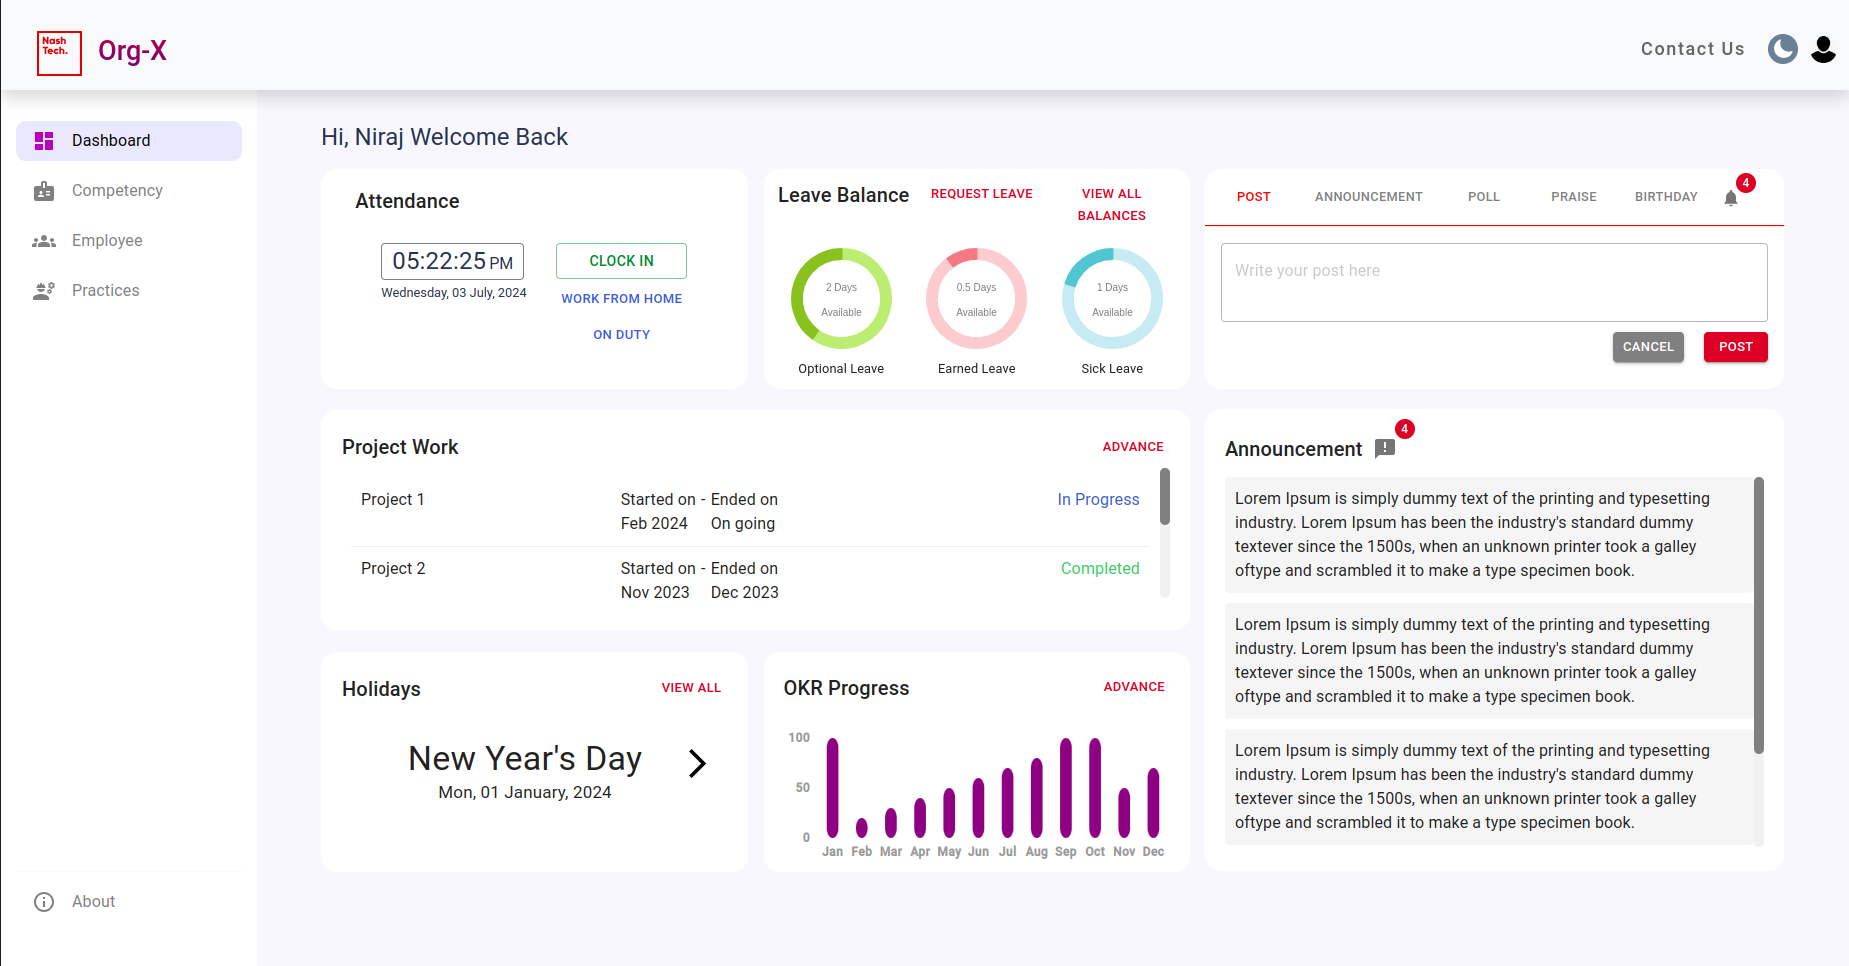 Nash
Tech.
Org-X
Contact Us
Dashboard
Competency
Employee
Practices
About
Hi, Niraj Welcome Back
Attendance
05:22:25 PM
Wednesday, 03 July, 2024
CLOCK IN
WORK FROM HOME
ON DUTY
Leave Balance
REQUEST LEAVE
VIEW ALL
BALANCES
2 Days
Available
Optional Leave
0.5 Days
Available
Earned Leave
1 Days
Available
Sick Leave
POST
ANNOUNCEMENT
POLL
PRAISE
BIRTHDAY
4
Write your post here
CANCEL
POST
Project Work
ADVANCE
Project 1
Started on - Ended on
Feb 2024 On going
In Progress
Project 2
Started on - Ended on
Nov 2023 Dec 2023
Completed
Announcement
4
Lorem Ipsum is simply dummy text of the printing and typesetting
industry. Lorem Ipsum has been the industry's standard dummy
textever since the 1500s, when an unknown printer took a galley
oftype and scrambled it to make a type specimen book.
Lorem Ipsum is simply dummy text of the printing and typesetting
industry. Lorem Ipsum has been the industry's standard dummy
textever since the 1500s, when an unknown printer took a galley
oftype and scrambled it to make a type specimen book.
Lorem Ipsum is simply dummy text of the printing and typesetting
industry. Lorem Ipsum has been the industry's standard dummy
textever since the 1500s, when an unknown printer took a galley
oftype and scrambled it to make a type specimen book.
Holidays
VIEW ALL
New Year's Day
Mon, 01 January, 2024
OKR Progress
ADVANCE
100
50
0
Jan Feb Mar Apr May Jun Jul Aug Sep Oct Nov Dec